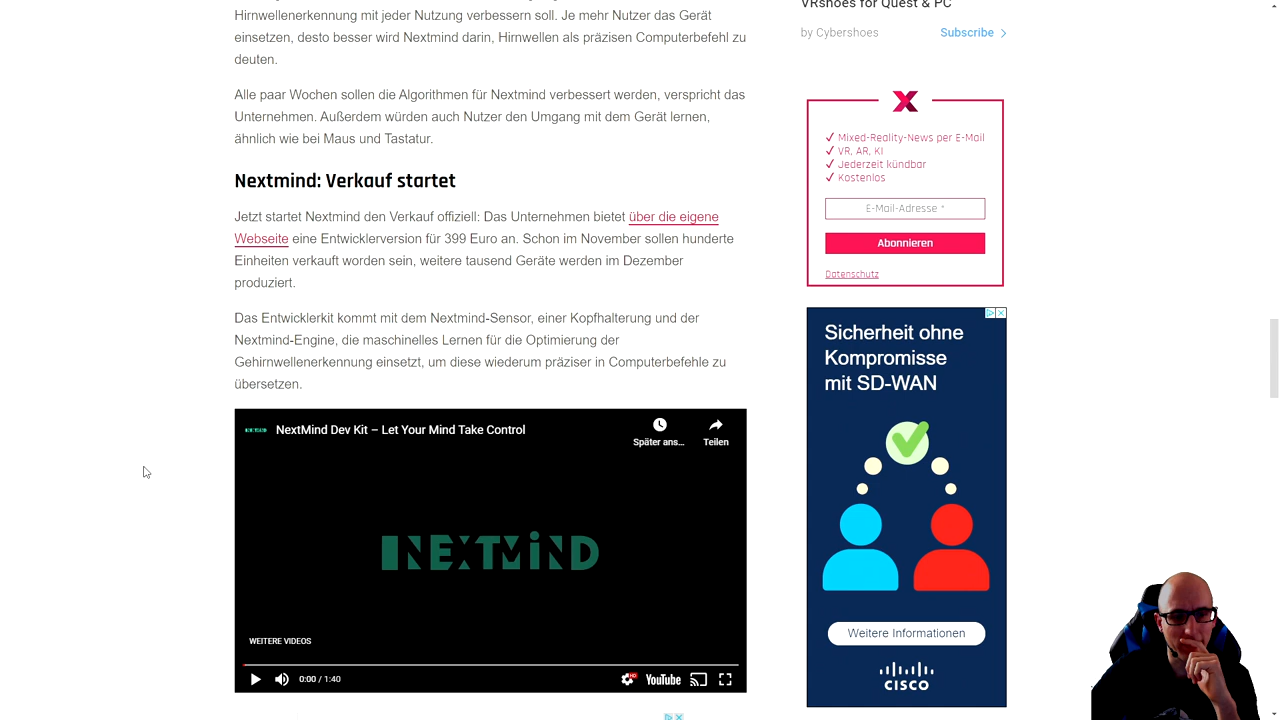 Hirnwellenerkennung mit jeder Nutzung verbessern soll. Je mehr Nutzer das Gerät
einsetzen, desto besser wird Nextmind darin, Hirnwellen als präzisen Computerbefehl zu
deuten.
Alle paar Wochen sollen die Algorithmen für Nextmind verbessert werden, verspricht das
Unternehmen. Außerdem würden auch Nutzer den Umgang mit dem Gerät lernen,
ähnlich wie bei Maus und Tastatur.
Nextmind: Verkauf startet
Jetzt startet Nextmind den Verkauf offiziell: Das Unternehmen bietet über die eigene
Webseite eine Entwicklerversion für 399 Euro an. Schon im November sollen hunderte
Einheiten verkauft worden sein, weitere tausend Geräte werden im Dezember
produziert.
Das Entwicklerkit kommt mit dem Nextmind-Sensor, einer Kopfhalterung und der
Nextmind-Engine, die maschinelles Lernen für die Optimierung der
Gehirnwellenerkennung einsetzt, um diese wiederum präziser in Computerbefehle zu
übersetzen.
NextMind Dev Kit – Let Your Mind Take Control
Später ans...
Teilen
NEXTMiND
WEITERE VIDEOS
0:00 / 1:40
HD
YouTube
VRshoes for Quest & PC
by Cybershoes
Subscribe
X
✓ Mixed-Reality-News per E-Mail
✓ VR, AR, KI
✓ Jederzeit kündbar
✓ Kostenlos
E-Mail-Adresse *
Abonnieren
Datenschutz
Sicherheit ohne
Kompromisse
mit SD-WAN
Weitere Informationen
CISCO